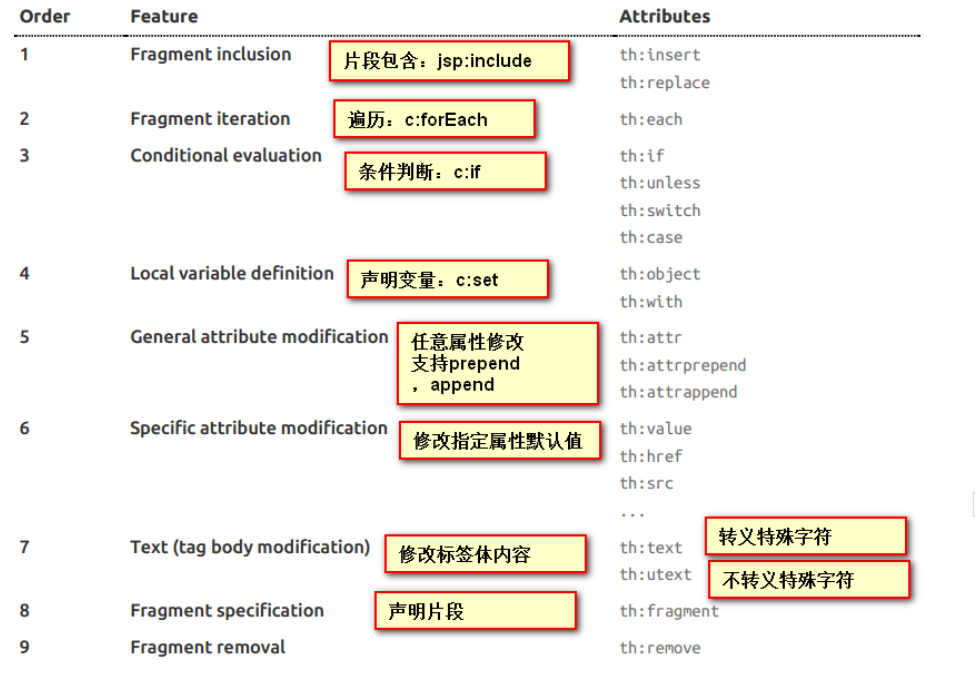 Order Feature Attributes
1 Fragment inclusion 片段包含：jsp:include th:insert
th:replace
2 Fragment iteration 遍历：c:forEach th:each
3 Conditional evaluation 条件判断：c:if th:if
th:unless
th:switch
th:case
4 Local variable definition 声明变量：c:set th:object
th:with
5 General attribute modification 任意属性修改 th:attr
支持prepend th:attrprepend
，append th:attrappend
6 Specific attribute modification 修改指定属性默认值 th:value
th:href
th:src
...
7 Text (tag body modification) 修改标签体内容 th:text 转义特殊字符
th:utext 不转义特殊字符
8 Fragment specification 声明片段 th:fragment
9 Fragment removal th:remove